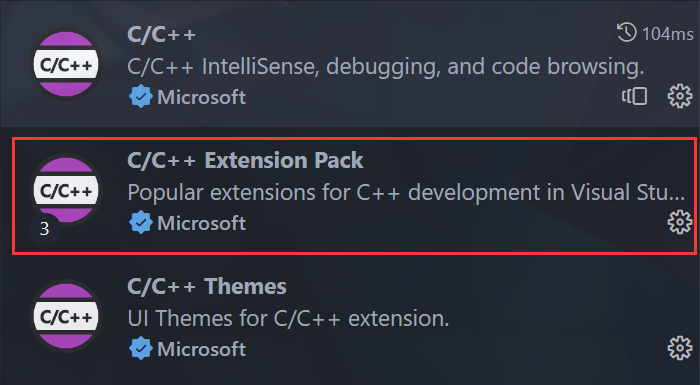 C/C++
104ms
C/C++
C/C++ IntelliSense, debugging, and code browsing.
Microsoft
C/C++ Extension Pack
C/C++
Popular extensions for C++ development in Visual Stu...
3
Microsoft
C/C++ Themes
C/C++
UI Themes for C/C++ extension.
Microsoft